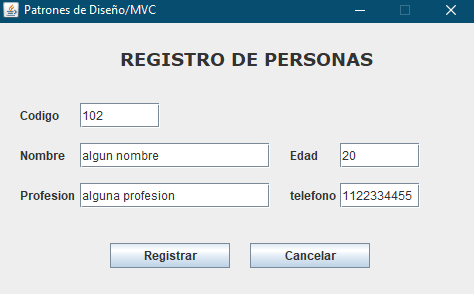 Patrones de Diseño/MVC
REGISTRO DE PERSONAS
Codigo 102
Nombre algun nombre Edad 20
Profesion alguna profesion telefono 1122334455
Registrar Cancelar